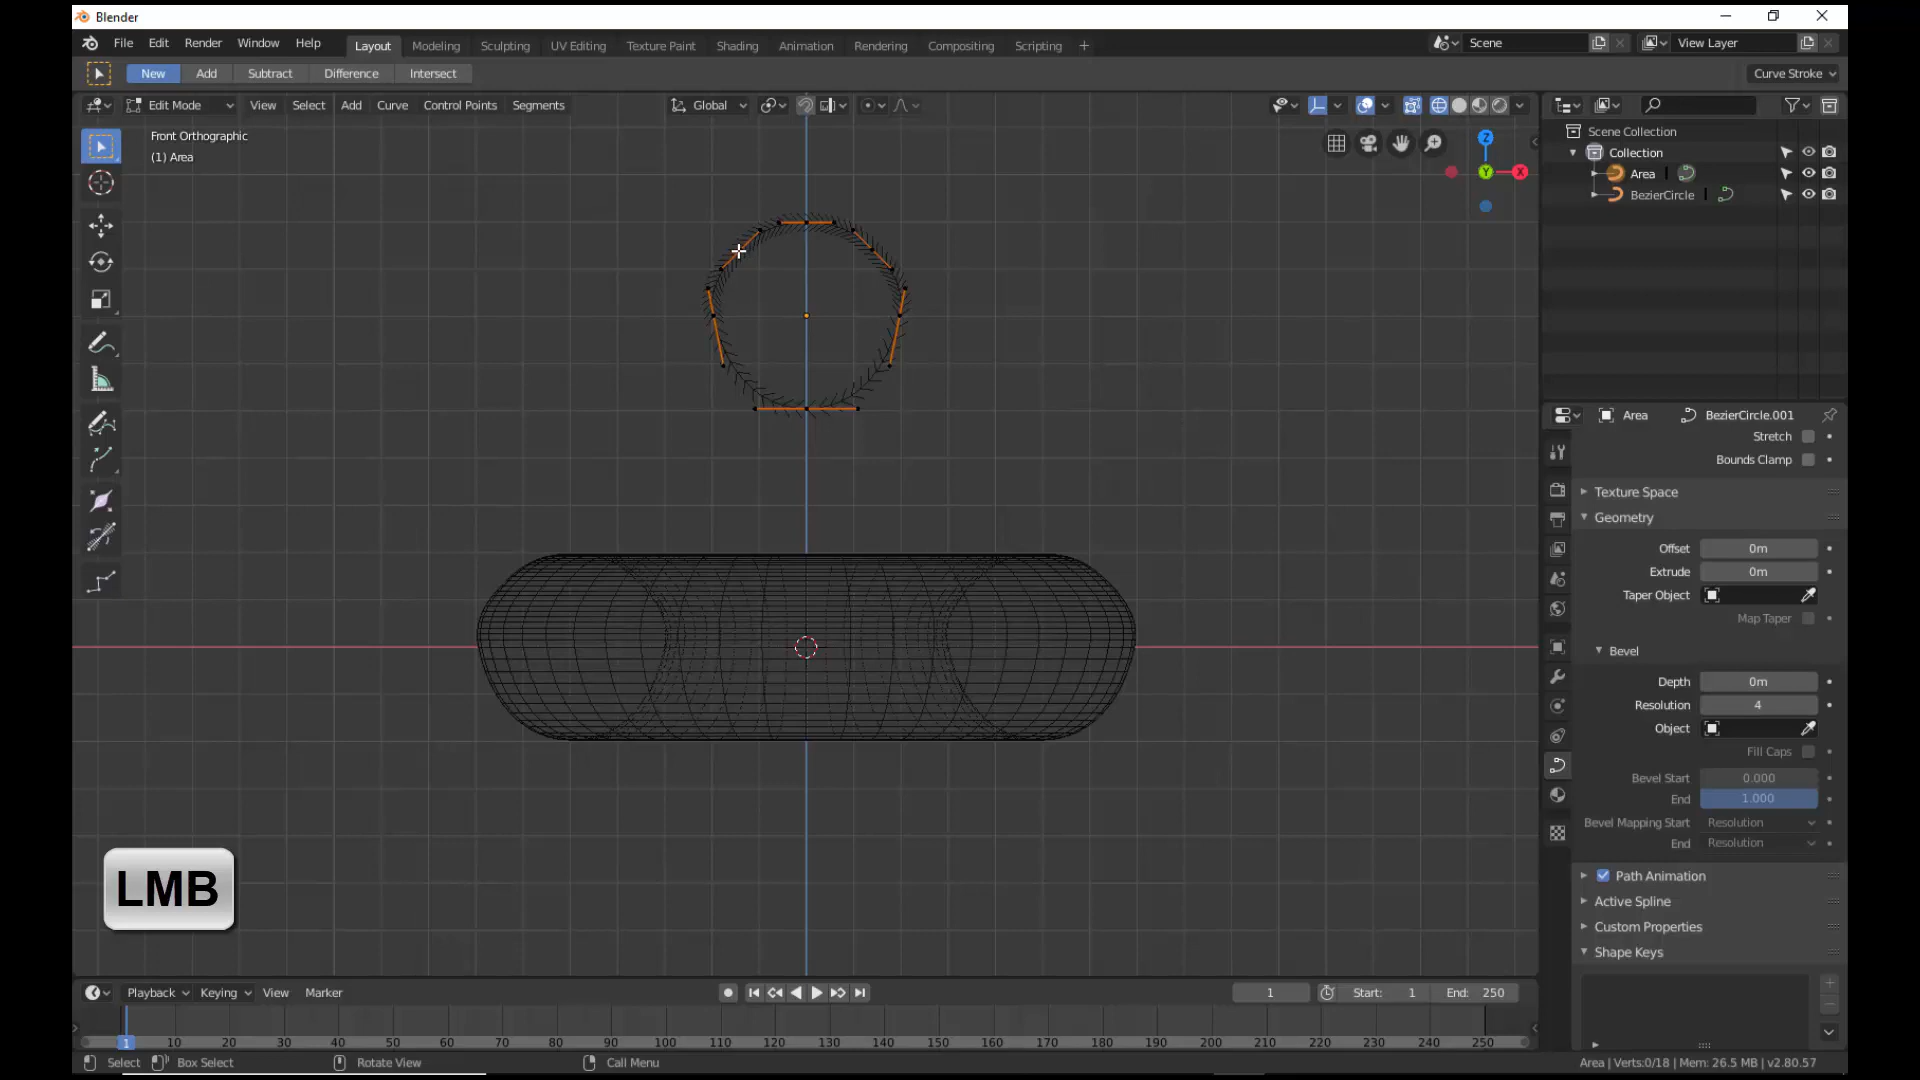 Blender
File Edit Render Window Help Layout Modeling Sculpting UV Editing Texture Paint Shading Animation Rendering Compositing Scripting + Scene View Layer
New Add Subtract Difference Intersect Curve Stroke
Edit Mode View Select Add Curve Control Points Segments Global
Front Orthographic
(1) Area
Z
Y
X
Scene Collection
Collection
Area
BezierCircle
Area BezierCircle.001
Stretch
Bounds Clamp
Texture Space
Geometry
Offset 0m
Extrude 0m
Taper Object
Map Taper
Bevel
Depth 0m
Resolution 4
Object
Fill Caps
Bevel Start 0.000
End 1.000
Bevel Mapping Start Resolution
End Resolution
Path Animation
Active Spline
Custom Properties
Shape Keys
LMB
Playback Keying View Marker 1 Start: 1 End: 250
1 10 20 30 40 50 60 70 80 90 100 110 120 130 140 150 160 170 180 190 200 210 220 230 240 250
Select Box Select Rotate View Call Menu Area | Verts:0/18 | Mem: 26.5 MB | v2.80.57